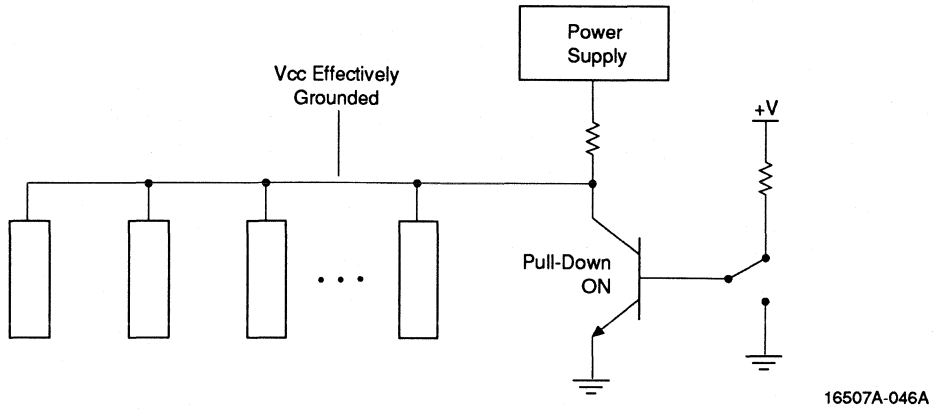 Power
Supply
Vcc Effectively
Grounded
+V
Pull-Down
ON
16507A-046A